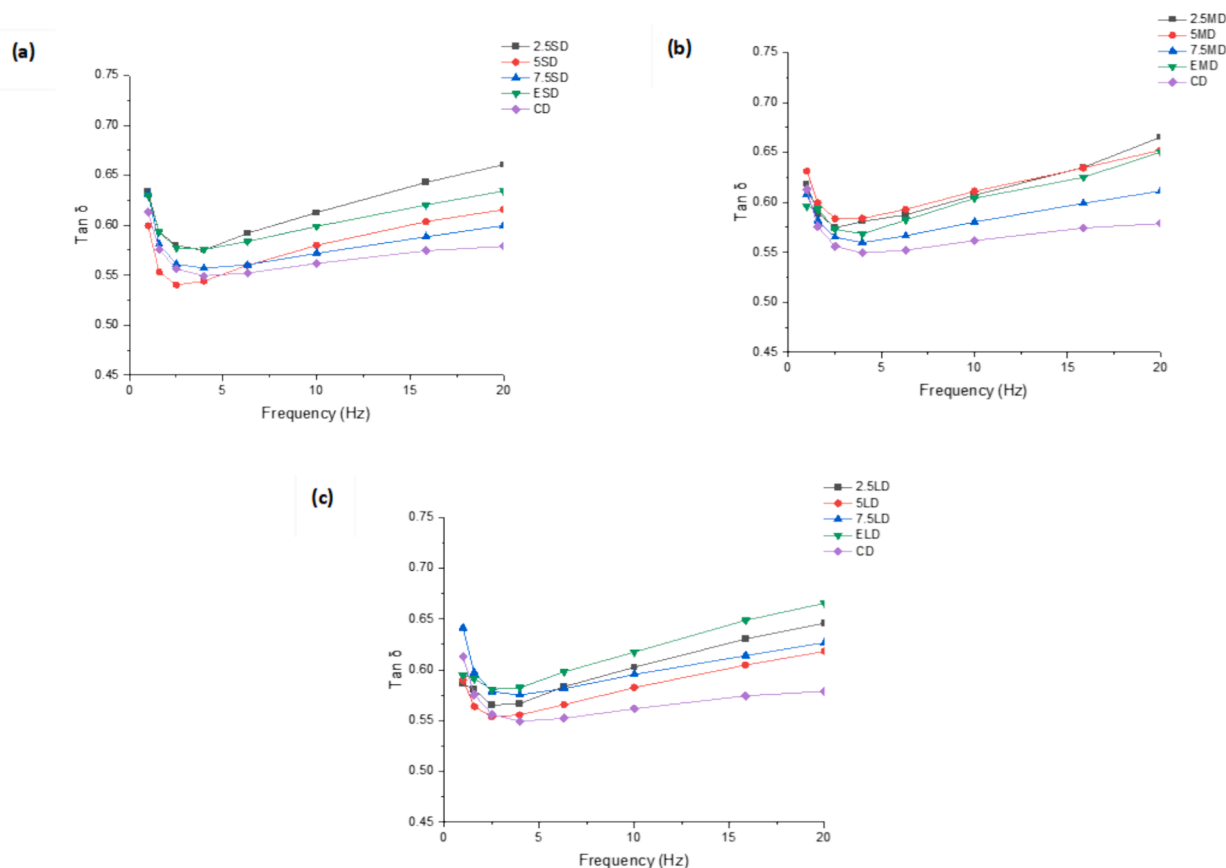 (a)
2.5SD
5SD
7.5SD
ESD
CD
0.75
0.70
0.65
0.60
0.55
0.50
0.45
Tan δ
0
5
10
15
20
Frequency (Hz)
(b)
2.5MD
5MD
7.5MD
EMD
CD
0.75
0.70
0.65
0.60
0.55
0.50
0.45
Tan δ
0
5
10
15
20
Frequency (Hz)
(c)
2.5LD
5LD
7.5LD
ELD
CD
0.75
0.70
0.65
0.60
0.55
0.50
0.45
Tan δ
0
5
10
15
20
Frequency (Hz)